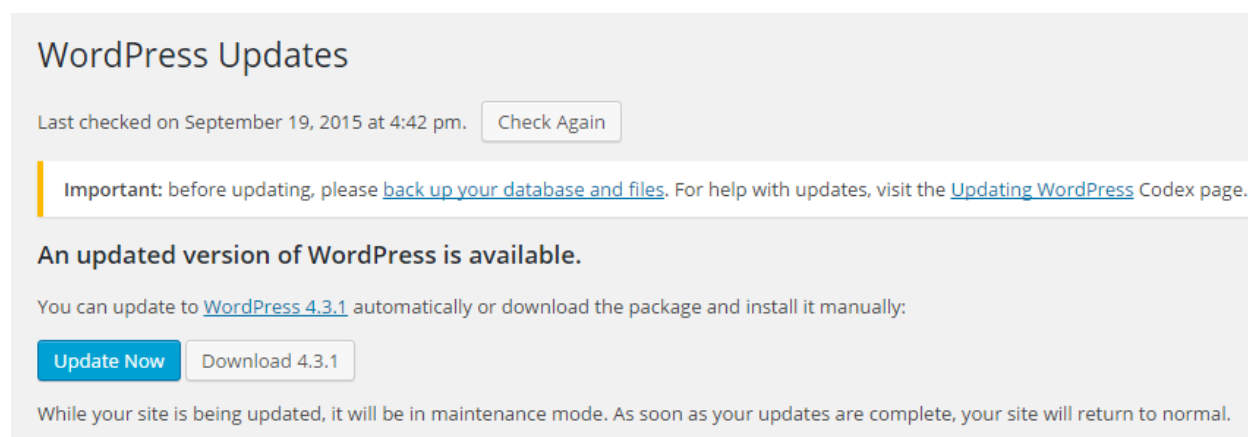 WordPress Updates
Last checked on September 19, 2015 at 4:42 pm. Check Again
Important: before updating, please back up your database and files. For help with updates, visit the Updating WordPress Codex page.
An updated version of WordPress is available.
You can update to WordPress 4.3.1 automatically or download the package and install it manually:
Update Now Download 4.3.1
While your site is being updated, it will be in maintenance mode. As soon as your updates are complete, your site will return to normal.